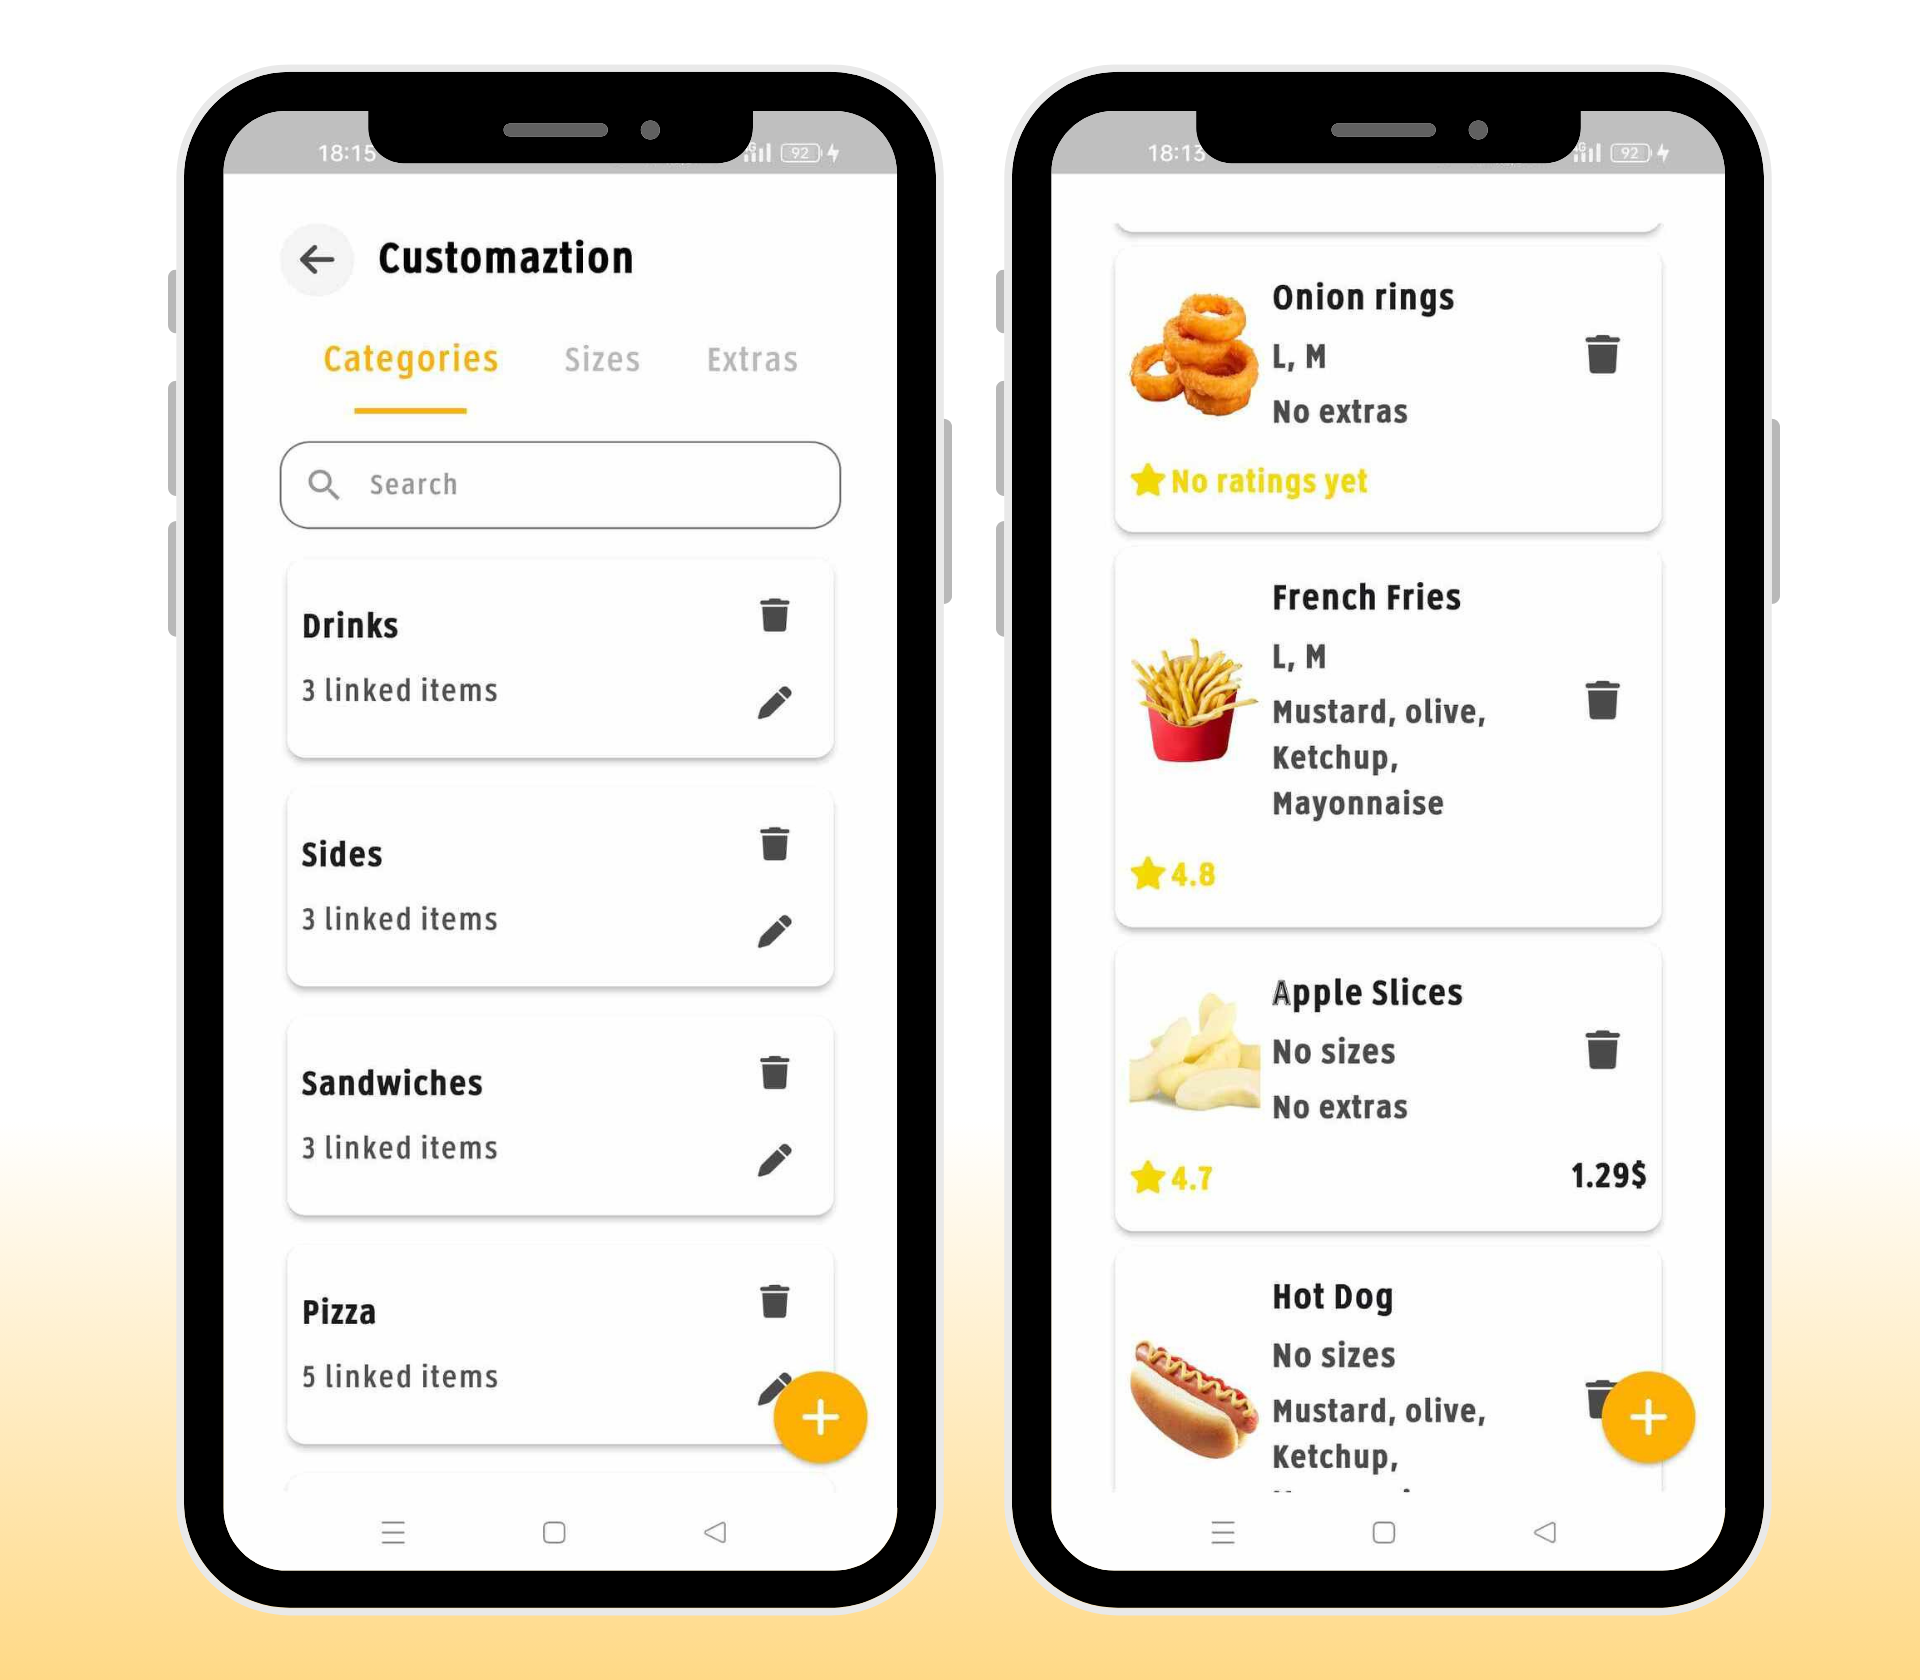 18:15
92
Customaztion
Categories
Sizes
Extras
Search
Drinks
3 linked items
Sides
3 linked items
Sandwiches
3 linked items
Pizza
5 linked items
18:13
92
Onion rings
L, M
No extras
No ratings yet
French Fries
L, M
Mustard, olive,
Ketchup,
Mayonnaise
4.8
Apple Slices
No sizes
No extras
4.7
1.29$
Hot Dog
No sizes
Mustard, olive,
Ketchup,